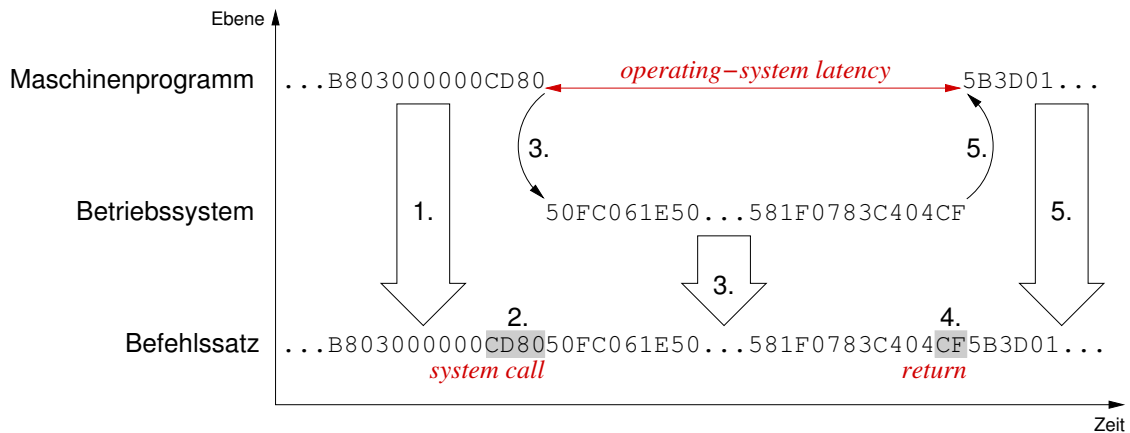 Ebene
Maschinenprogramm ...B803000000CD80 operating−system latency 5B3D01...
3. 5.
Betriebssystem 1. 50FC061E50...581F0783C404CF 5.
3.
2. 4.
Befehlssatz ...B803000000CD8050FC061E50...581F0783C404CF5B3D01...
system call return
Zeit